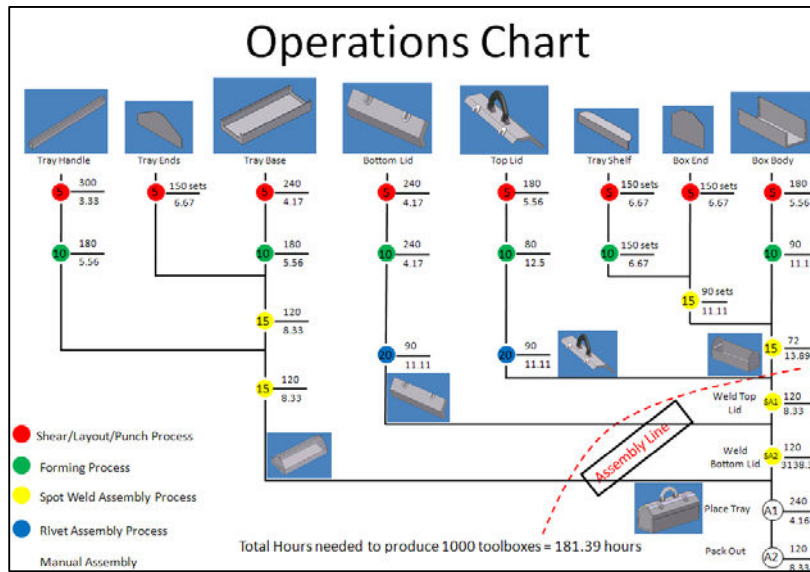 Operations Chart
Tray Handle Tray Ends Tray Base Bottom Lid Top Lid Tray Shelf Box End Box Body
5 300 5 150 sets 5 240 5 240 5 180 5 150 sets 5 150 sets 5 180
3.33 6.67 4.17 4.17 5.56 6.67 6.67 5.56
10 180 10 180 10 240 10 80 10 150 sets 10 90
5.56 5.56 4.17 12.5 6.67 11.11
15 120 15 90 sets
8.33 11.11
20 90 20 90 15 72
11.11 11.11 13.89
15 120
8.33
Weld Top
Lid
SA1 120
8.33
Assembly Line
Weld
Bottom Lid
SA2 120
Place Tray A1 240
4.16
Pack Out A2 120
8.33
Shear/Layout/Punch Process
Forming Process
Spot Weld Assembly Process
Rivet Assembly Process
Manual Assembly
Total Hours needed to produce 1000 toolboxes = 181.39 hours